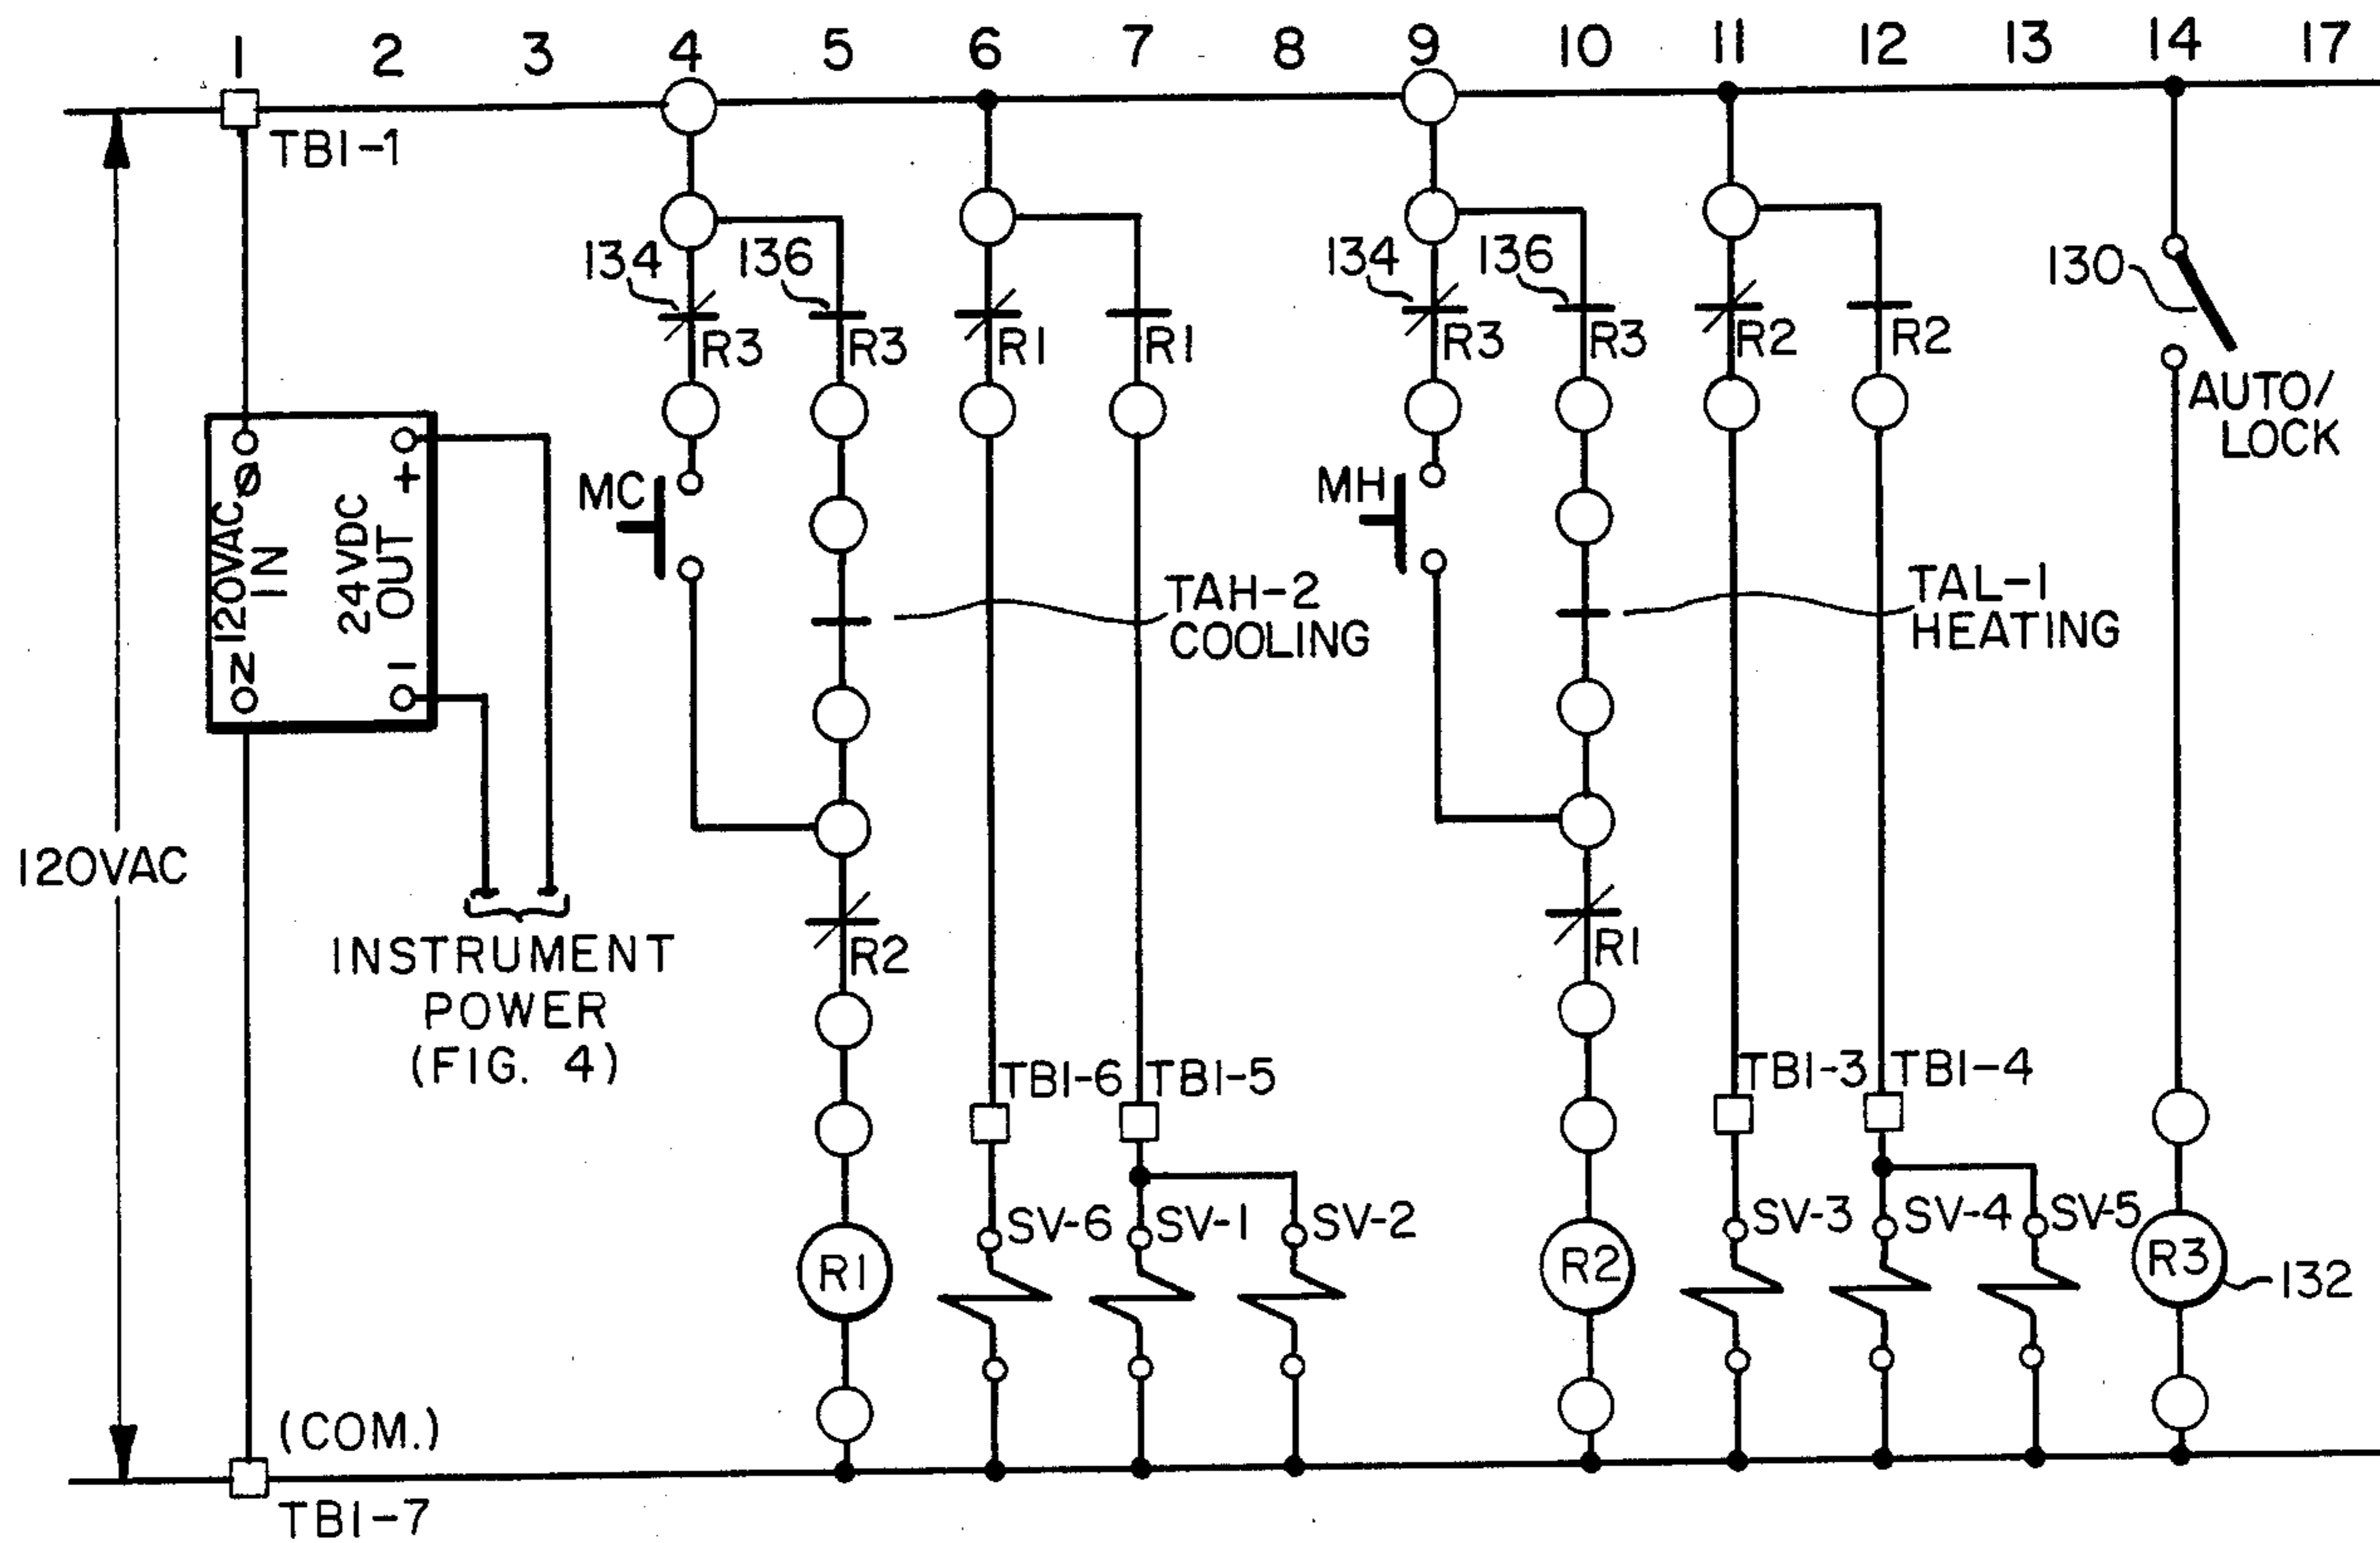 1 2 3 4 5 6 7 8 9 10 11 12 13 14 17
TB1-1
134 136 134 136 130
R3 R3 R1 R1 R3 R3 R2 R2
AUTO/
LOCK
Ø +
120VAC
IN
24VDC
OUT
N −
MC MH
TAH-2
COOLING
TAL-1
HEATING
120VAC
R2 R1
INSTRUMENT
POWER
(FIG. 4)
TB1-6 TB1-5 TB1-3 TB1-4
SV-6 SV-1 SV-2 SV-3 SV-4 SV-5
R1 R2 R3 132
(COM.)
TB1-7